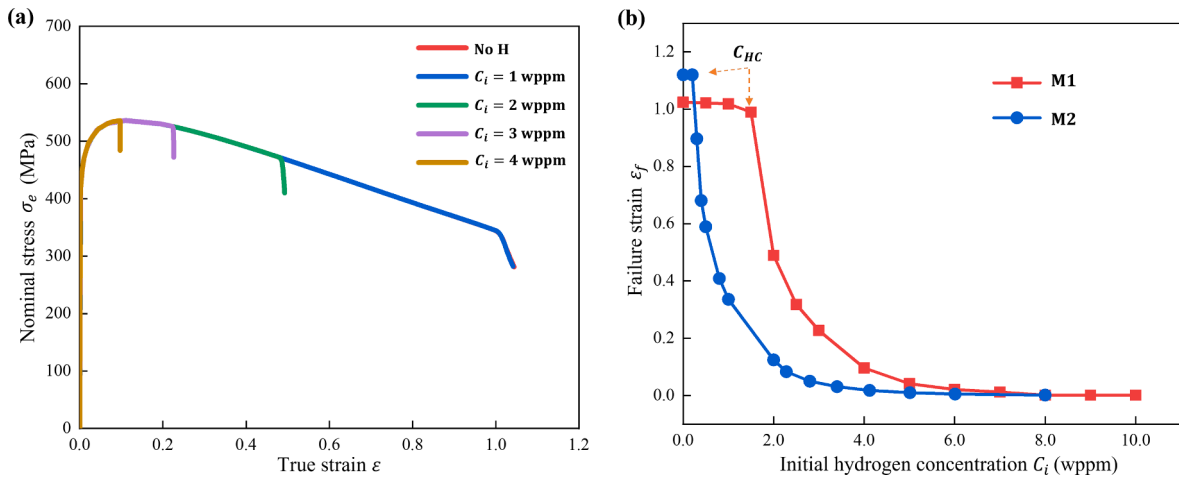 (a)
700
600
500
400
300
200
100
0
Nominal stress σe (MPa)
0.0 0.2 0.4 0.6 0.8 1.0 1.2
True strain ε
No H
Ci = 1 wppm
Ci = 2 wppm
Ci = 3 wppm
Ci = 4 wppm
(b)
1.2
1.0
0.8
0.6
0.4
0.2
0.0
Failure strain εf
CHC
M1
M2
0.0 2.0 4.0 6.0 8.0 10.0
Initial hydrogen concentration Ci (wppm)